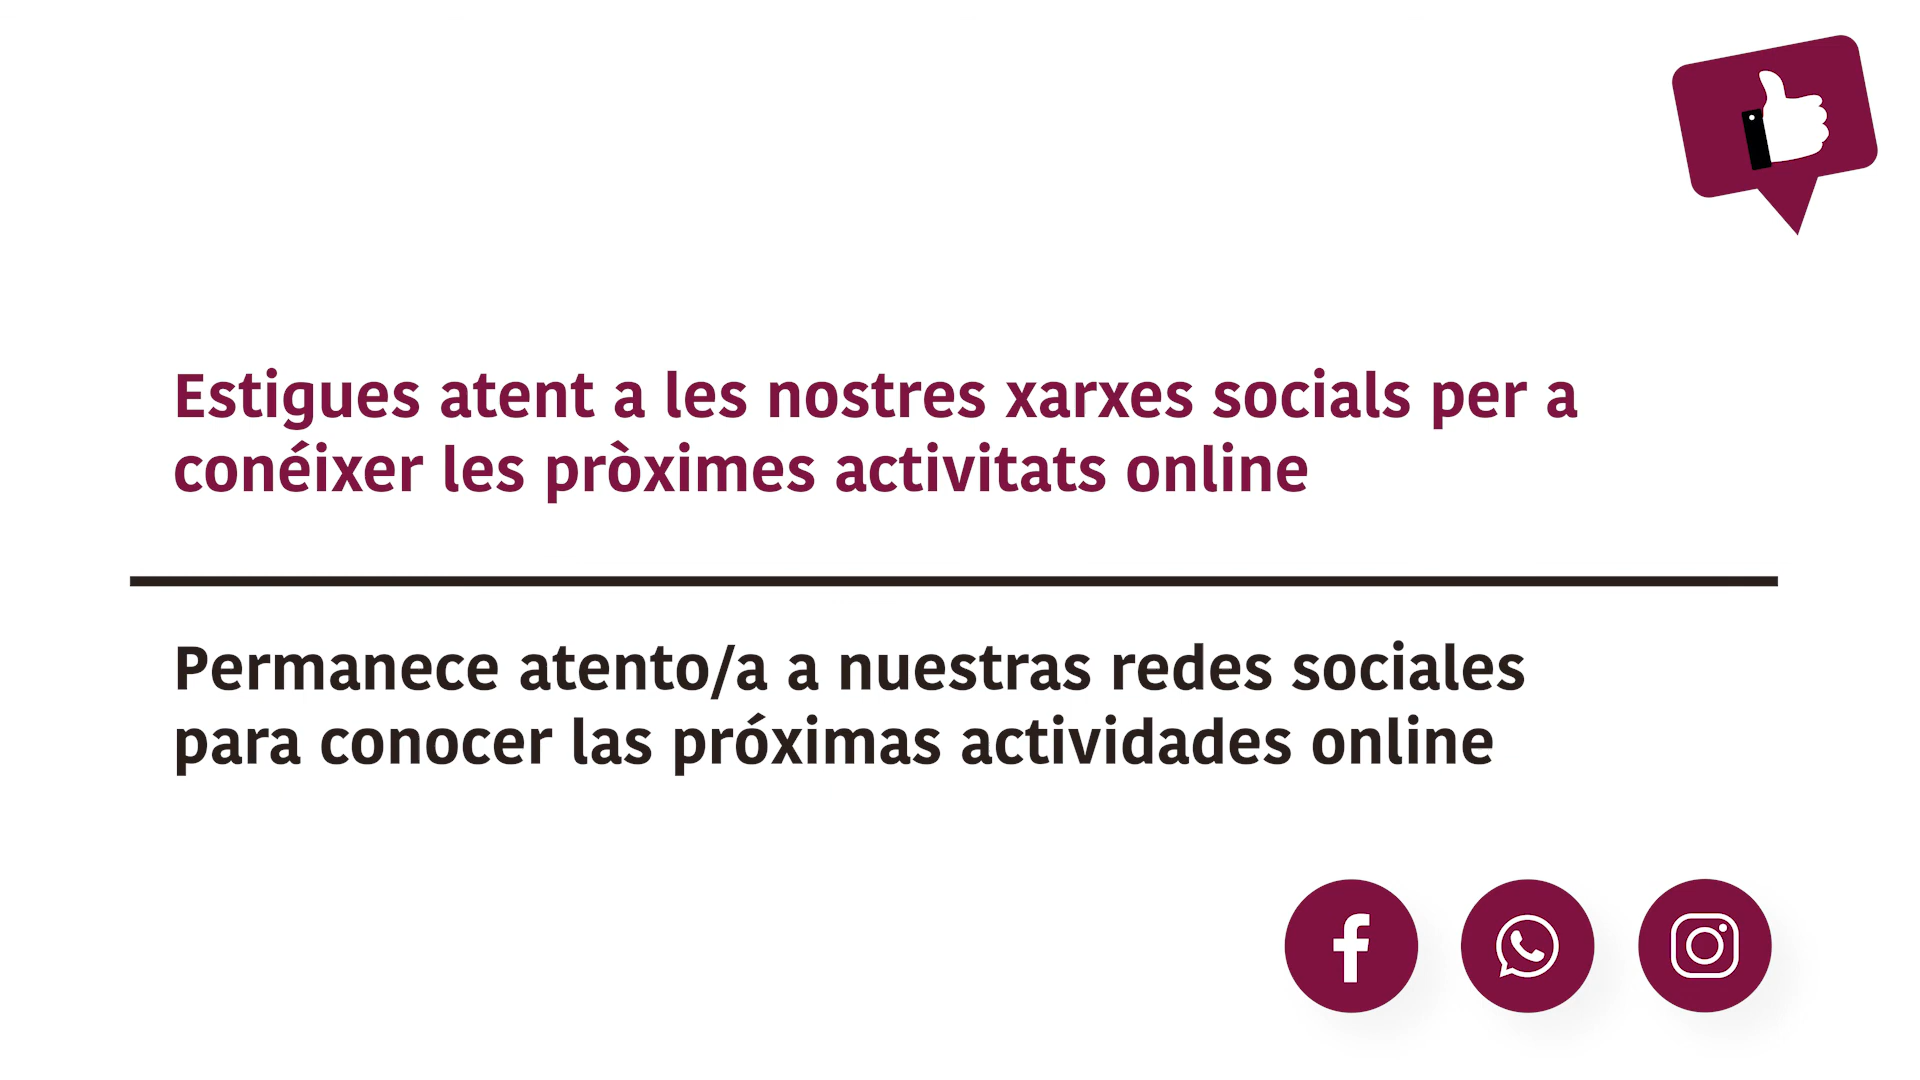 Estigues atent a les nostres xarxes socials per a
conéixer les pròximes activitats online
Permanece atento/a a nuestras redes sociales
para conocer las próximas actividades online